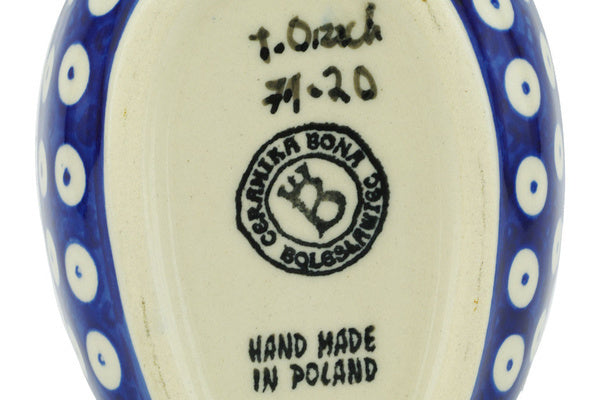 71-20
CERAMIKA BONA
BOLESŁAWIEC
B
HAND MADE
IN POLAND